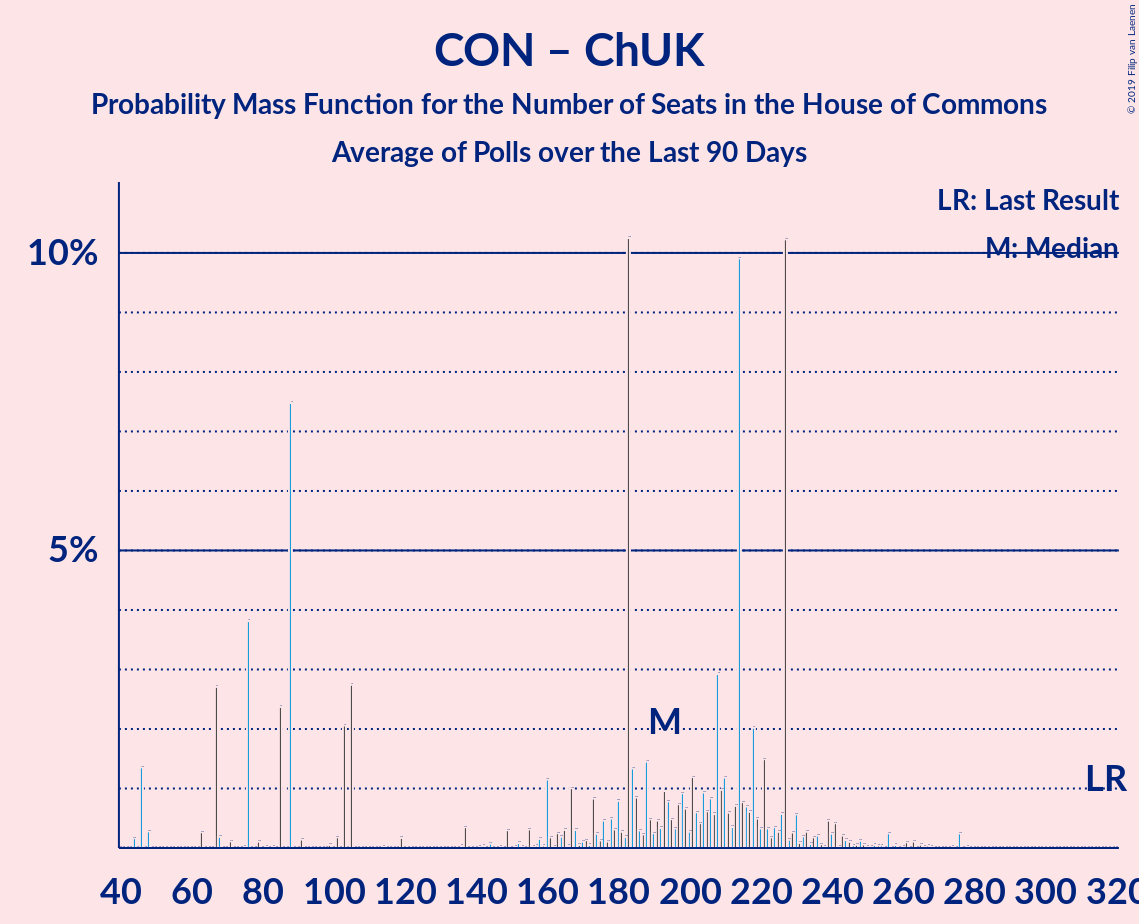 CON – ChUK
Probability Mass Function for the Number of Seats in the House of Commons
Average of Polls over the Last 90 Days
© 2019 Filip van Laenen
LR: Last Result
M: Median
10%
5%
M
LR
40 60 80 100 120 140 160 180 200 220 240 260 280 300 320